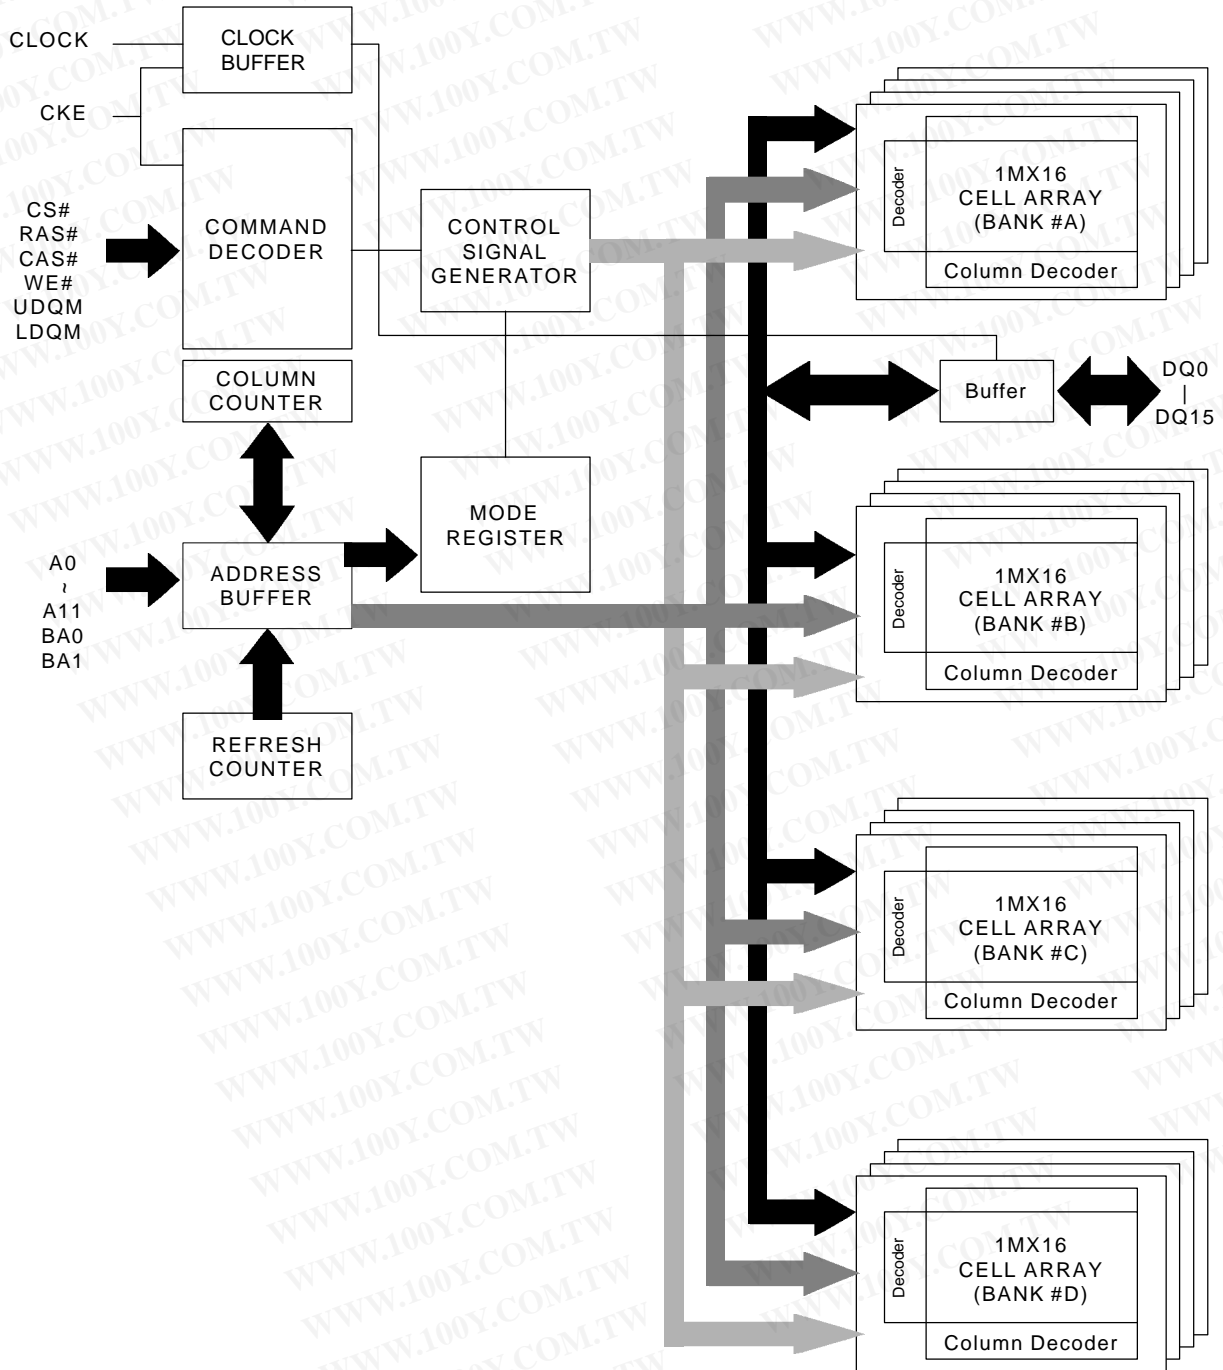 CLOCK
CLOCK
BUFFER
CKE
CS#
RAS#
CAS#
WE#
UDQM
LDQM
COMMAND
DECODER
CONTROL
SIGNAL
GENERATOR
COLUMN
COUNTER
MODE
REGISTER
A0
~
A11
BA0
BA1
ADDRESS
BUFFER
REFRESH
COUNTER
Decoder
1MX16
CELL ARRAY
(BANK #A)
Column Decoder
Buffer
DQ0
|
DQ15
Decoder
1MX16
CELL ARRAY
(BANK #B)
Column Decoder
Decoder
1MX16
CELL ARRAY
(BANK #C)
Column Decoder
Decoder
1MX16
CELL ARRAY
(BANK #D)
Column Decoder
WWW.100Y.COM.TW